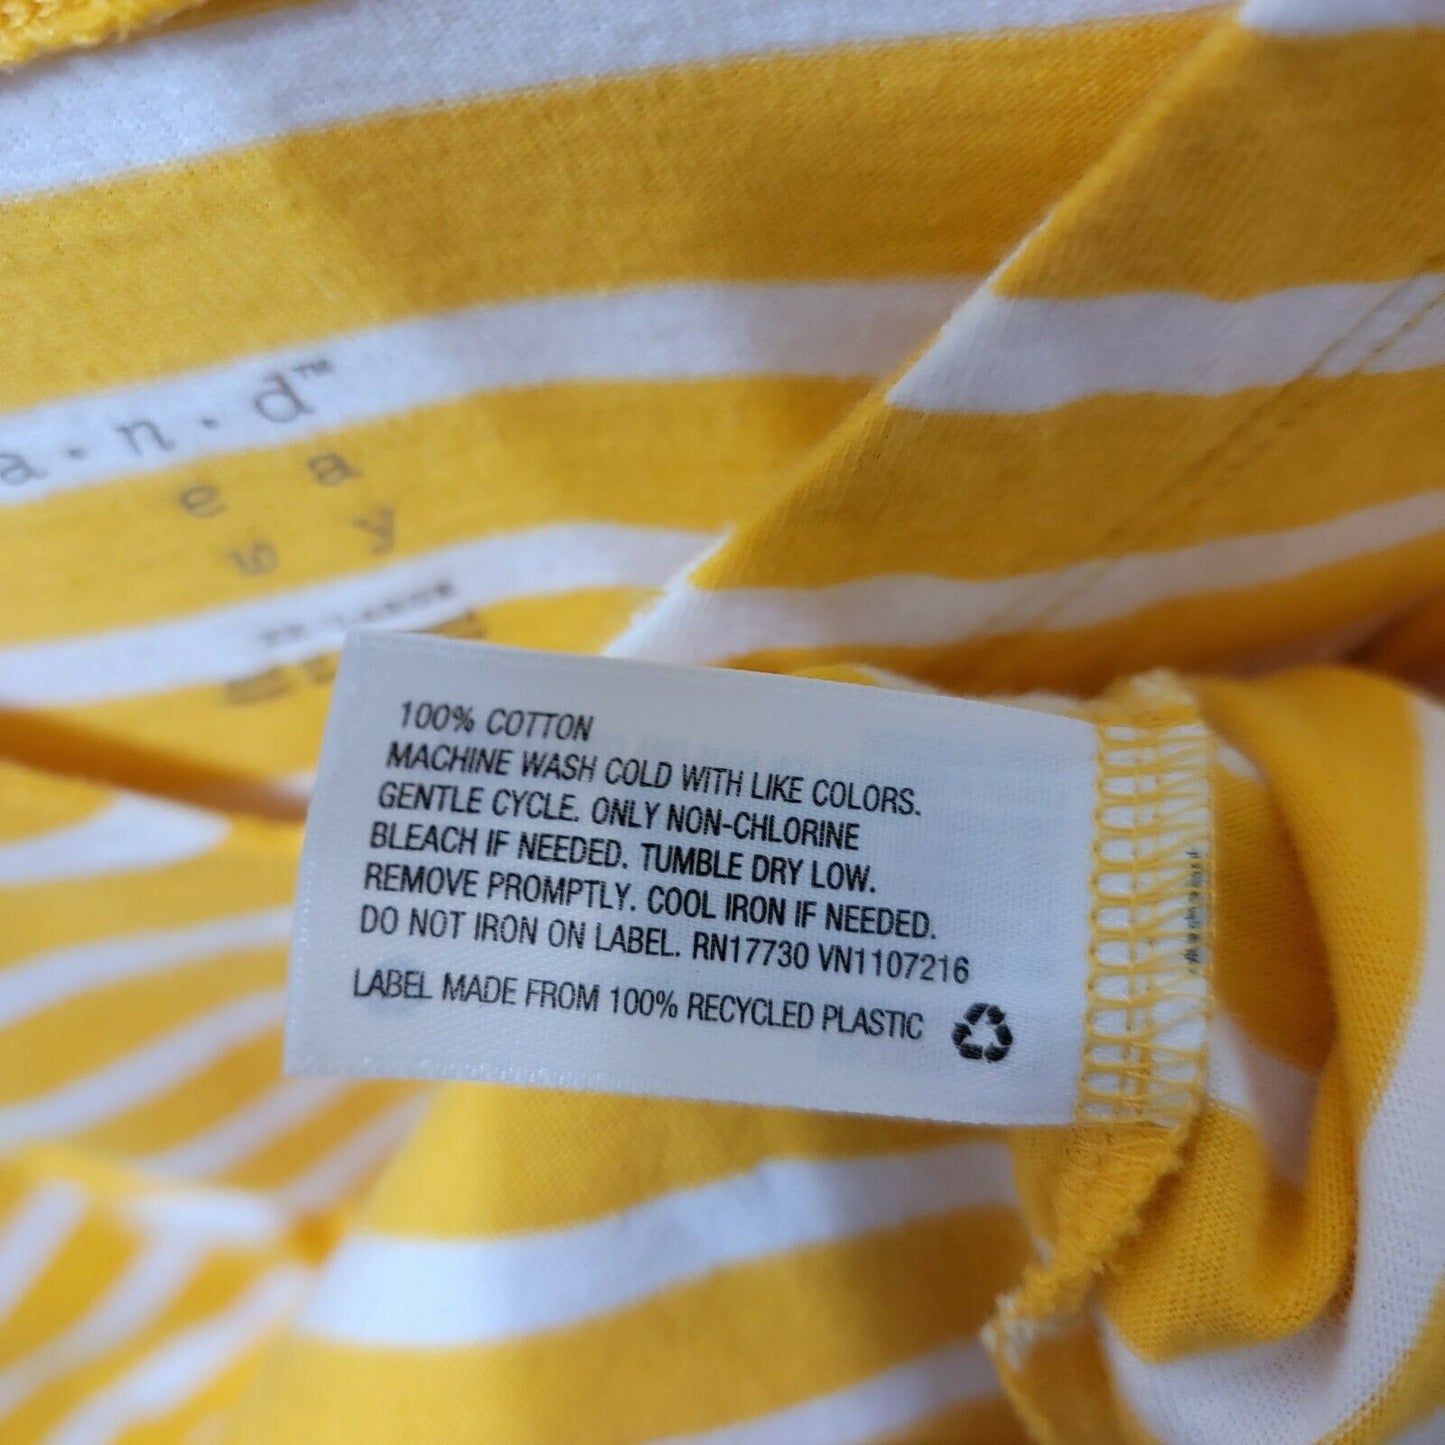 a·n·d™
e a
s y
100% COTTON
MACHINE WASH COLD WITH LIKE COLORS.
GENTLE CYCLE. ONLY NON-CHLORINE
BLEACH IF NEEDED. TUMBLE DRY LOW.
REMOVE PROMPTLY. COOL IRON IF NEEDED.
DO NOT IRON ON LABEL. RN17730 VN1107216
LABEL MADE FROM 100% RECYCLED PLASTIC